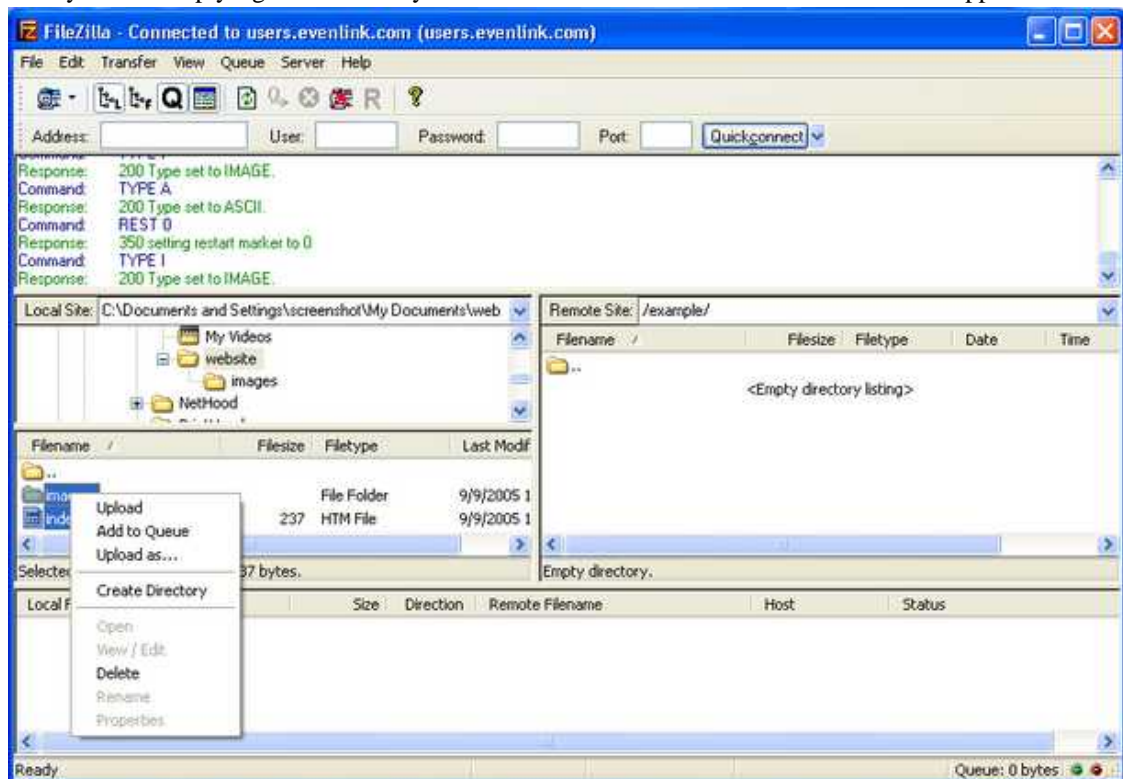 FileZilla - Connected to users.evenlink.com (users.evenlink.com)
File Edit Transfer View Queue Server Help
Address: User: Password: Port: Quickconnect
Response: 200 Type set to IMAGE.
Command: TYPE A
Response: 200 Type set to ASCII.
Command: REST 0
Response: 350 setting restart marker to 0
Command: TYPE I
Response: 200 Type set to IMAGE.
Local Site: C:\Documents and Settings\screenshot\My Documents\web
My Videos
website
images
NetHood
Filename Filesize Filetype Last Modif
..
File Folder 9/9/2005 1
237 HTM File 9/9/2005 1
37 bytes.
Upload
Add to Queue
Upload as...
Create Directory
Open
View / Edit
Delete
Rename
Properties
Remote Site: /example/
Filename Filesize Filetype Date Time
..
<Empty directory listing>
Empty directory.
Local Size Direction Remote Filename Host Status
Ready Queue: 0 bytes